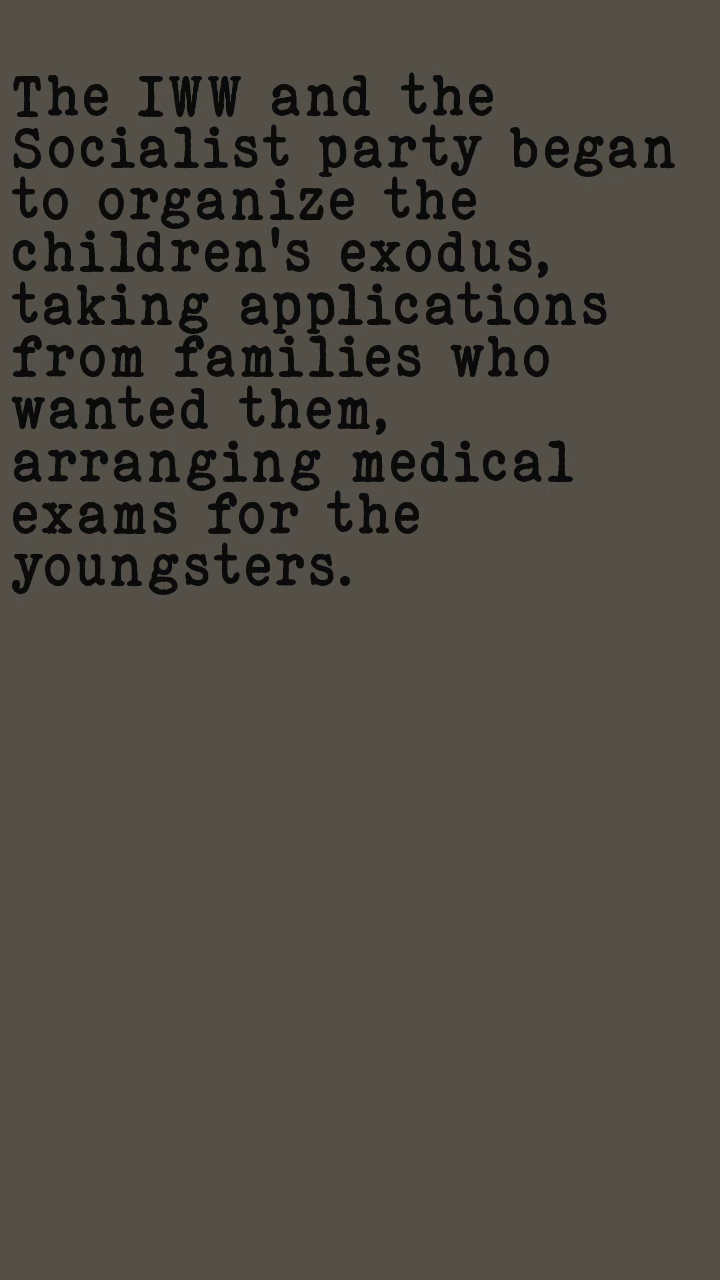 The IWW and the
Socialist party began
to organize the
children's exodus,
taking applications
from families who
wanted them,
arranging medical
exams for the
youngsters.